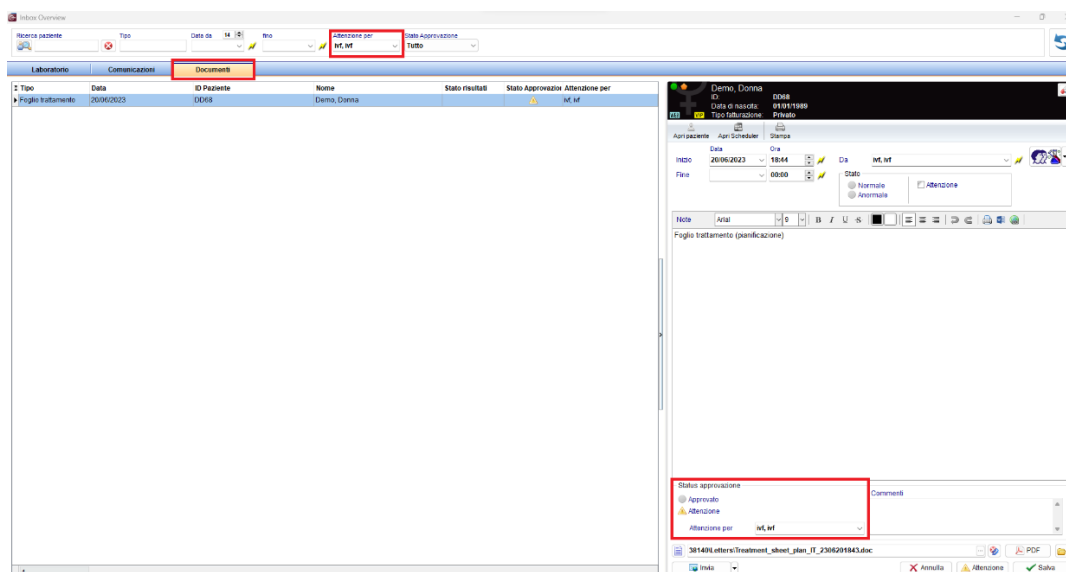 Inbox Overview
Ricerca paziente Tipo Data da 14 fino Attenzione per Stato Approvazione
ivf, ivf Tutto
Laboratorio Comunicazioni Documenti
Tipo Data ID Paziente Nome Stato risultati Stato Approvazior Attenzione per
Foglio trattamento 20/06/2023 DD68 Demo, Donna ivf, ivf
Demo, Donna
ID: DD68
Data di nascita: 01/01/1989
VIP Tipo fatturazione: Privato
Apri paziente Apri Scheduler Stampa
Data Ora
Inizio 20/06/2023 18:44 Da ivf, ivf
Fine 00:00 Stato
Normale Attenzione
Anormale
Note Arial 9 B I U S
Foglio trattamento (pianificazione)
Status approvazione
Approvato Commenti
Attenzione
Attenzione per ivf, ivf
38140\Letters\Treatment_sheet_plan_IT_2306201843.doc PDF
Invia Annulla Attenzione Salva